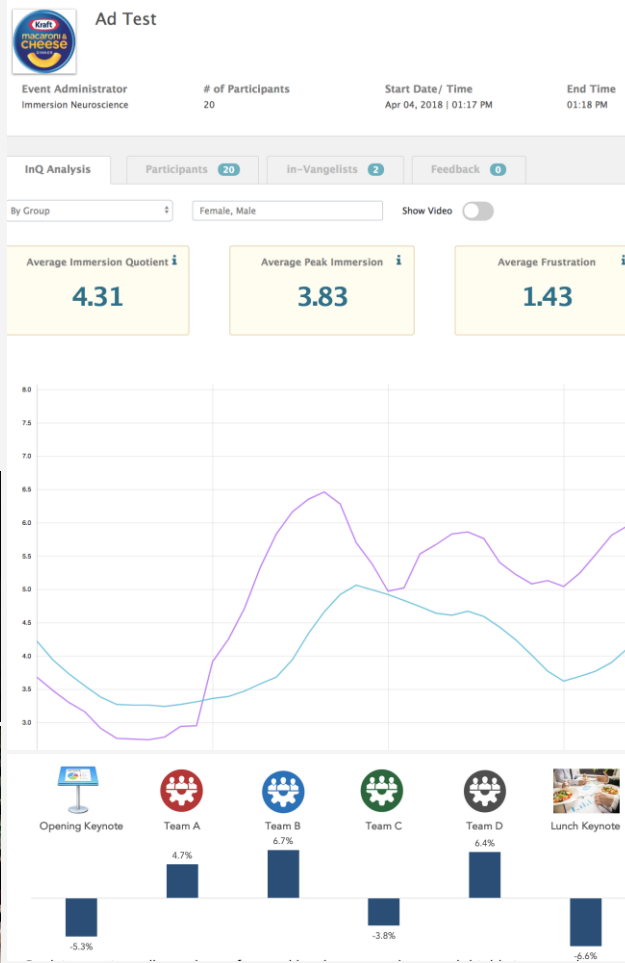 Kraft
macaroni &
CHEESE
DINNER
Ad Test
Event Administrator
Immersion Neuroscience
# of Participants
20
Start Date/ Time
Apr 04, 2018 | 01:17 PM
End Time
01:18 PM
InQ Analysis
Participants 20
in-Vangelists 2
Feedback 0
By Group
Female, Male
Show Video
Average Immersion Quotient i
4.31
Average Peak Immersion i
3.83
Average Frustration i
1.43
8.0
7.5
7.0
6.5
6.0
5.5
5.0
4.5
4.0
3.5
3.0
Opening Keynote
Team A
Team B
Team C
Team D
Lunch Keynote
4.7%
6.7%
6.4%
-5.3%
-3.8%
-6.6%